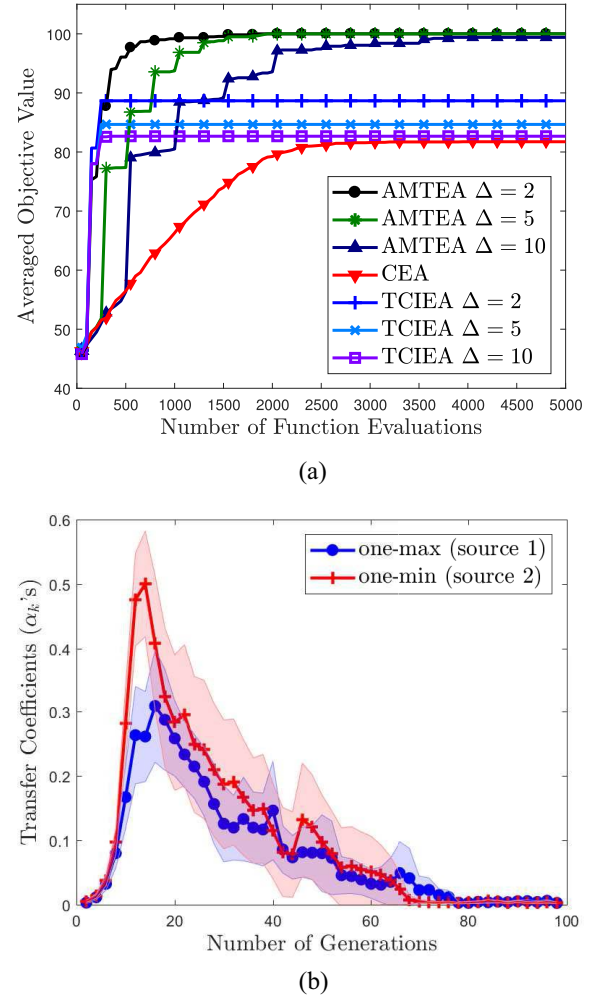 100
90
80
70
60
50
40
Averaged Objective Value
AMTEA Δ = 2
AMTEA Δ = 5
AMTEA Δ = 10
CEA
TCIEA Δ = 2
TCIEA Δ = 5
TCIEA Δ = 10
0 500 1000 1500 2000 2500 3000 3500 4000 4500 5000
Number of Function Evaluations
(a)
0.6
0.5
0.4
0.3
0.2
0.1
0
Transfer Coefficients (αk's)
one-max (source 1)
one-min (source 2)
0 20 40 60 80 100
Number of Generations
(b)